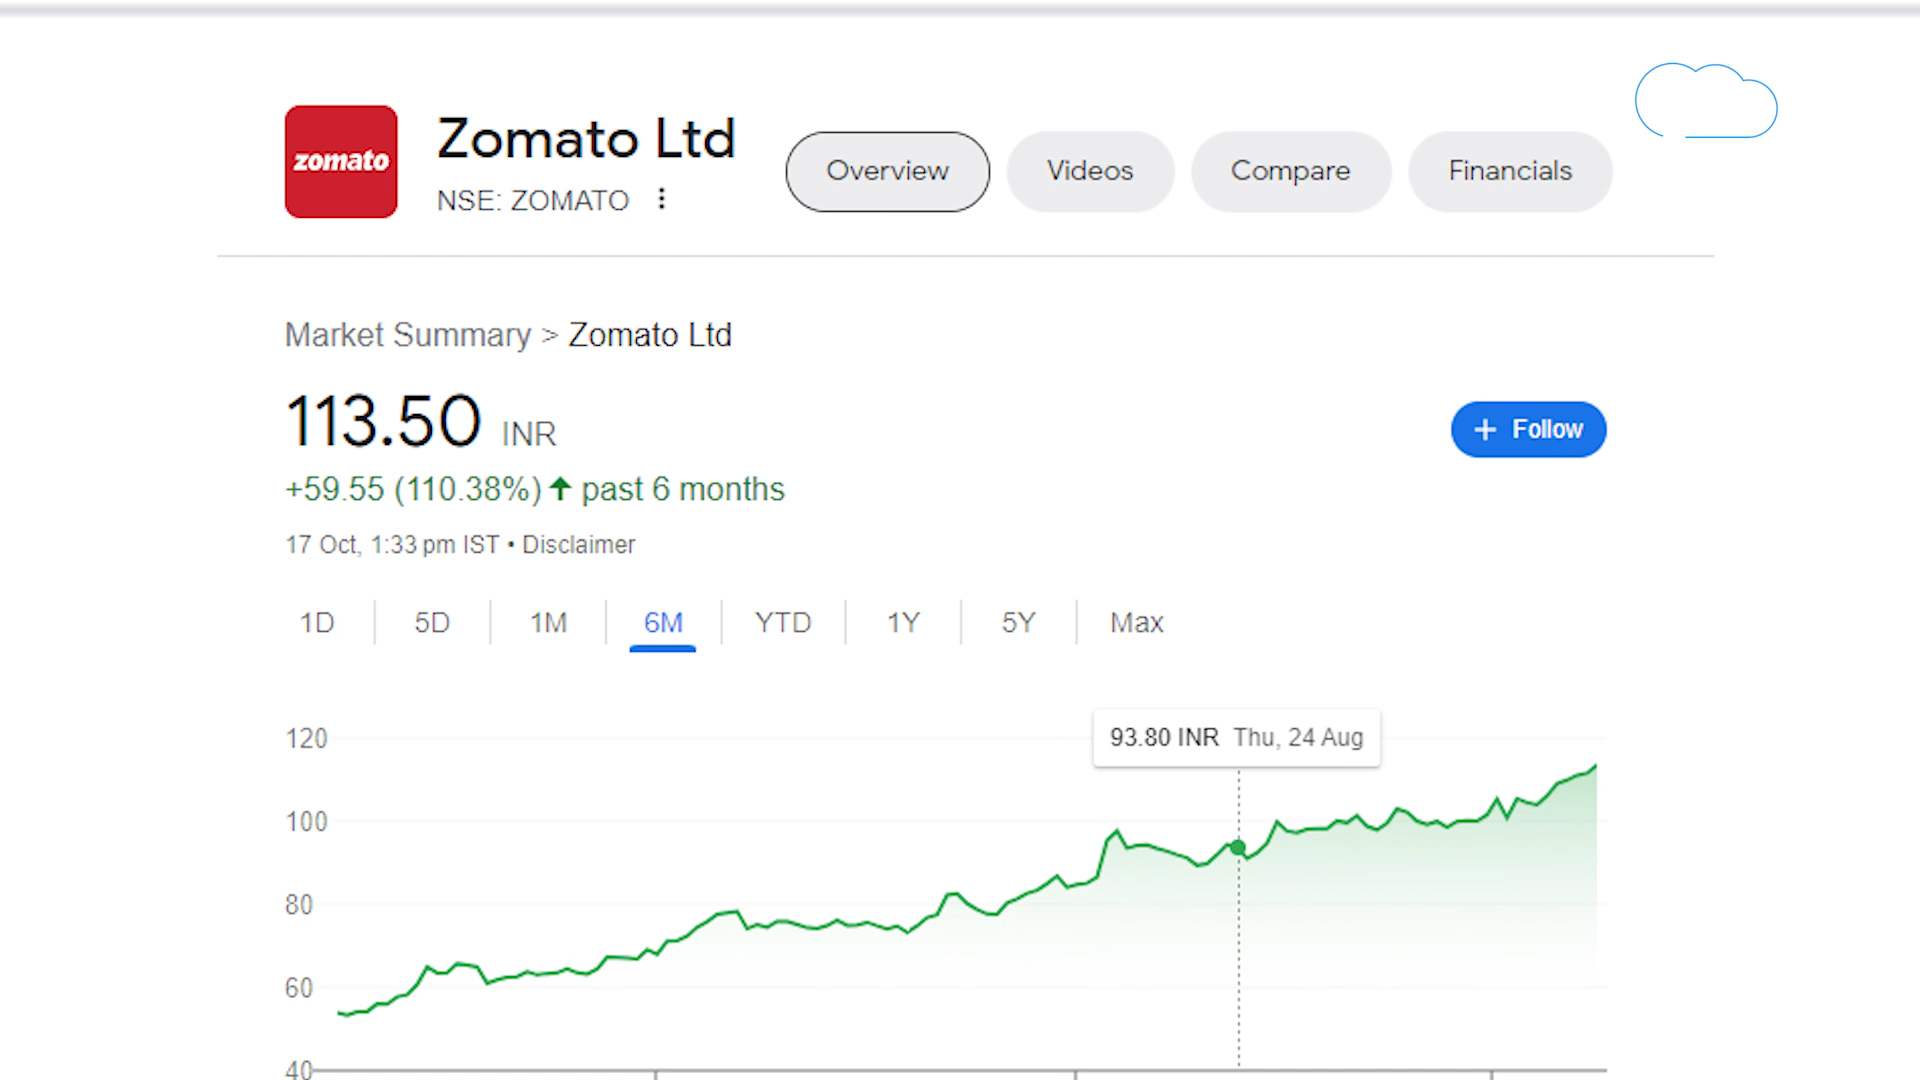 zomato
Zomato Ltd
NSE: ZOMATO
Overview
Videos
Compare
Financials
Market Summary > Zomato Ltd
113.50 INR
+ Follow
+59.55 (110.38%) ↑ past 6 months
17 Oct, 1:33 pm IST • Disclaimer
1D 5D 1M 6M YTD 1Y 5Y Max
93.80 INR Thu, 24 Aug
120
100
80
60
40